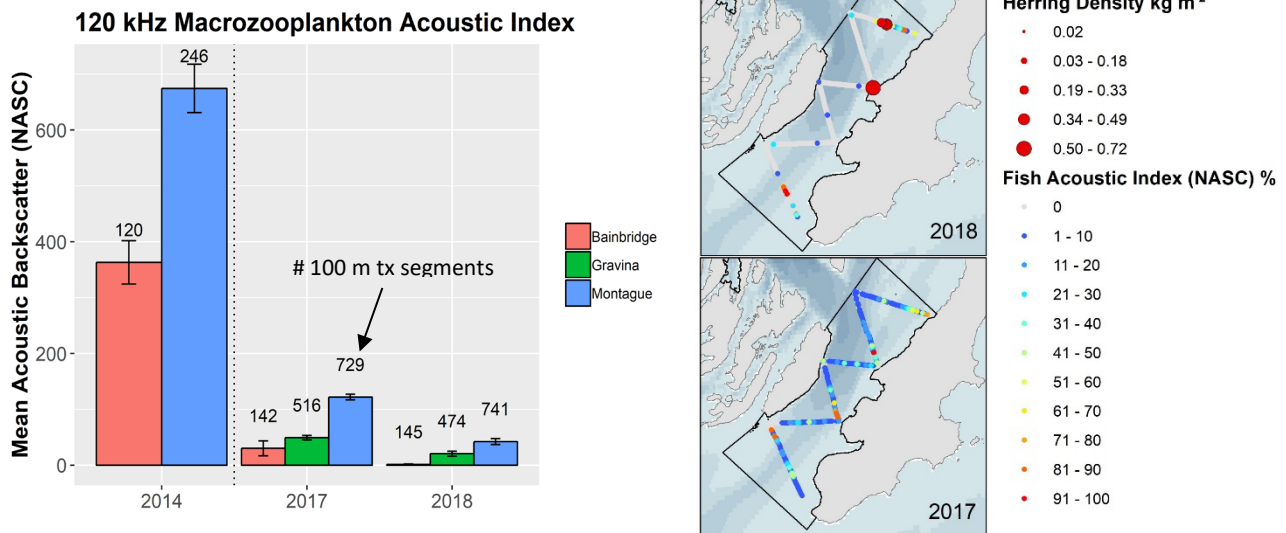 120 kHz Macrozooplankton Acoustic Index
Mean Acoustic Backscatter (NASC)
600
400
200
0
246
120
# 100 m tx segments
729
516
142
741
474
145
2014
2017
2018
Bainbridge
Gravina
Montague
2018
2017
Herring Density kg m
0.02
0.03 - 0.18
0.19 - 0.33
0.34 - 0.49
0.50 - 0.72
Fish Acoustic Index (NASC) %
0
1 - 10
11 - 20
21 - 30
31 - 40
41 - 50
51 - 60
61 - 70
71 - 80
81 - 90
91 - 100